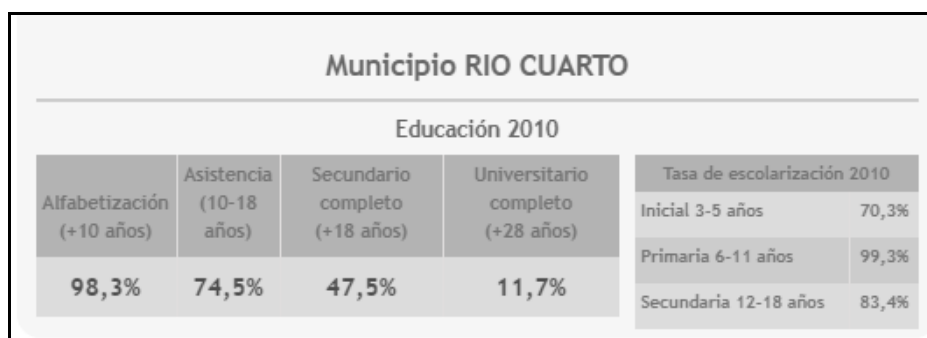 Municipio RIO CUARTO
Educación 2010
Alfabetización
(+10 años)
Asistencia
(10-18
años)
Secundario
completo
(+18 años)
Universitario
completo
(+28 años)
98,3% 74,5% 47,5% 11,7%
Tasa de escolarización 2010
Inicial 3-5 años 70,3%
Primaria 6-11 años 99,3%
Secundaria 12-18 años 83,4%